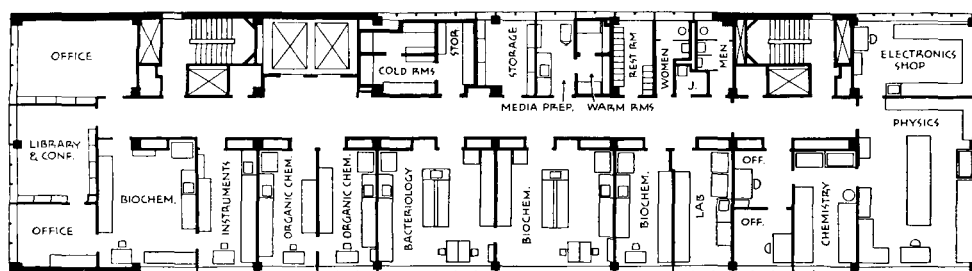 OFFICE
COLD RMS
STOR
STORAGE
MEDIA PREP.
WARM RMS
REST RM
WOMEN
J.
MEN
ELECTRONICS
SHOP
PHYSICS
LIBRARY
& CONF.
OFFICE
BIOCHEM.
INSTRUMENTS
ORGANIC CHEM.
ORGANIC CHEM.
BACTERIOLOGY
BIOCHEM.
BIOCHEM.
LAB
OFF.
OFF.
CHEMISTRY